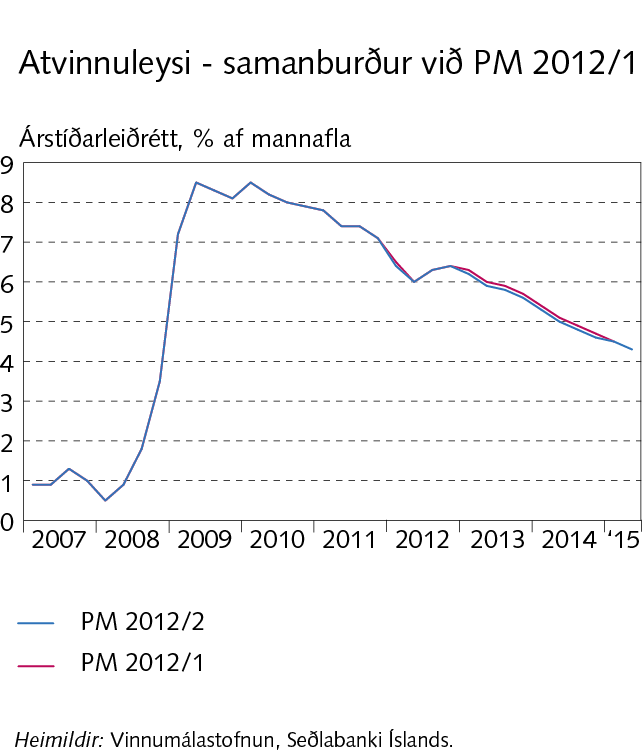 Atvinnuleysi - samanburður við PM 2012/1
Árstíðarleiðrétt, % af mannafla
9
8
7
6
5
4
3
2
1
0
2007 2008 2009 2010 2011 2012 2013 2014 ‘15
PM 2012/2
PM 2012/1
Heimildir: Vinnumálastofnun, Seðlabanki Íslands.